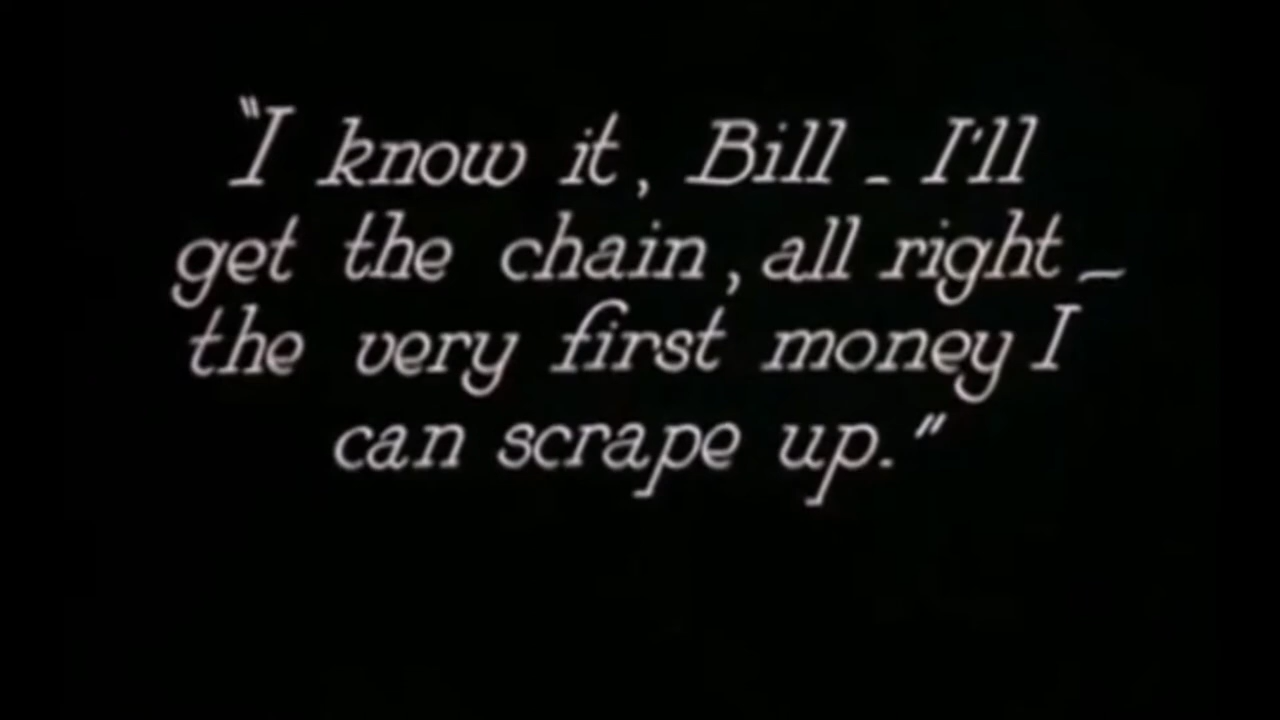 "I know it, Bill - I'll
get the chain, all right –
the very first money I
can scrape up."